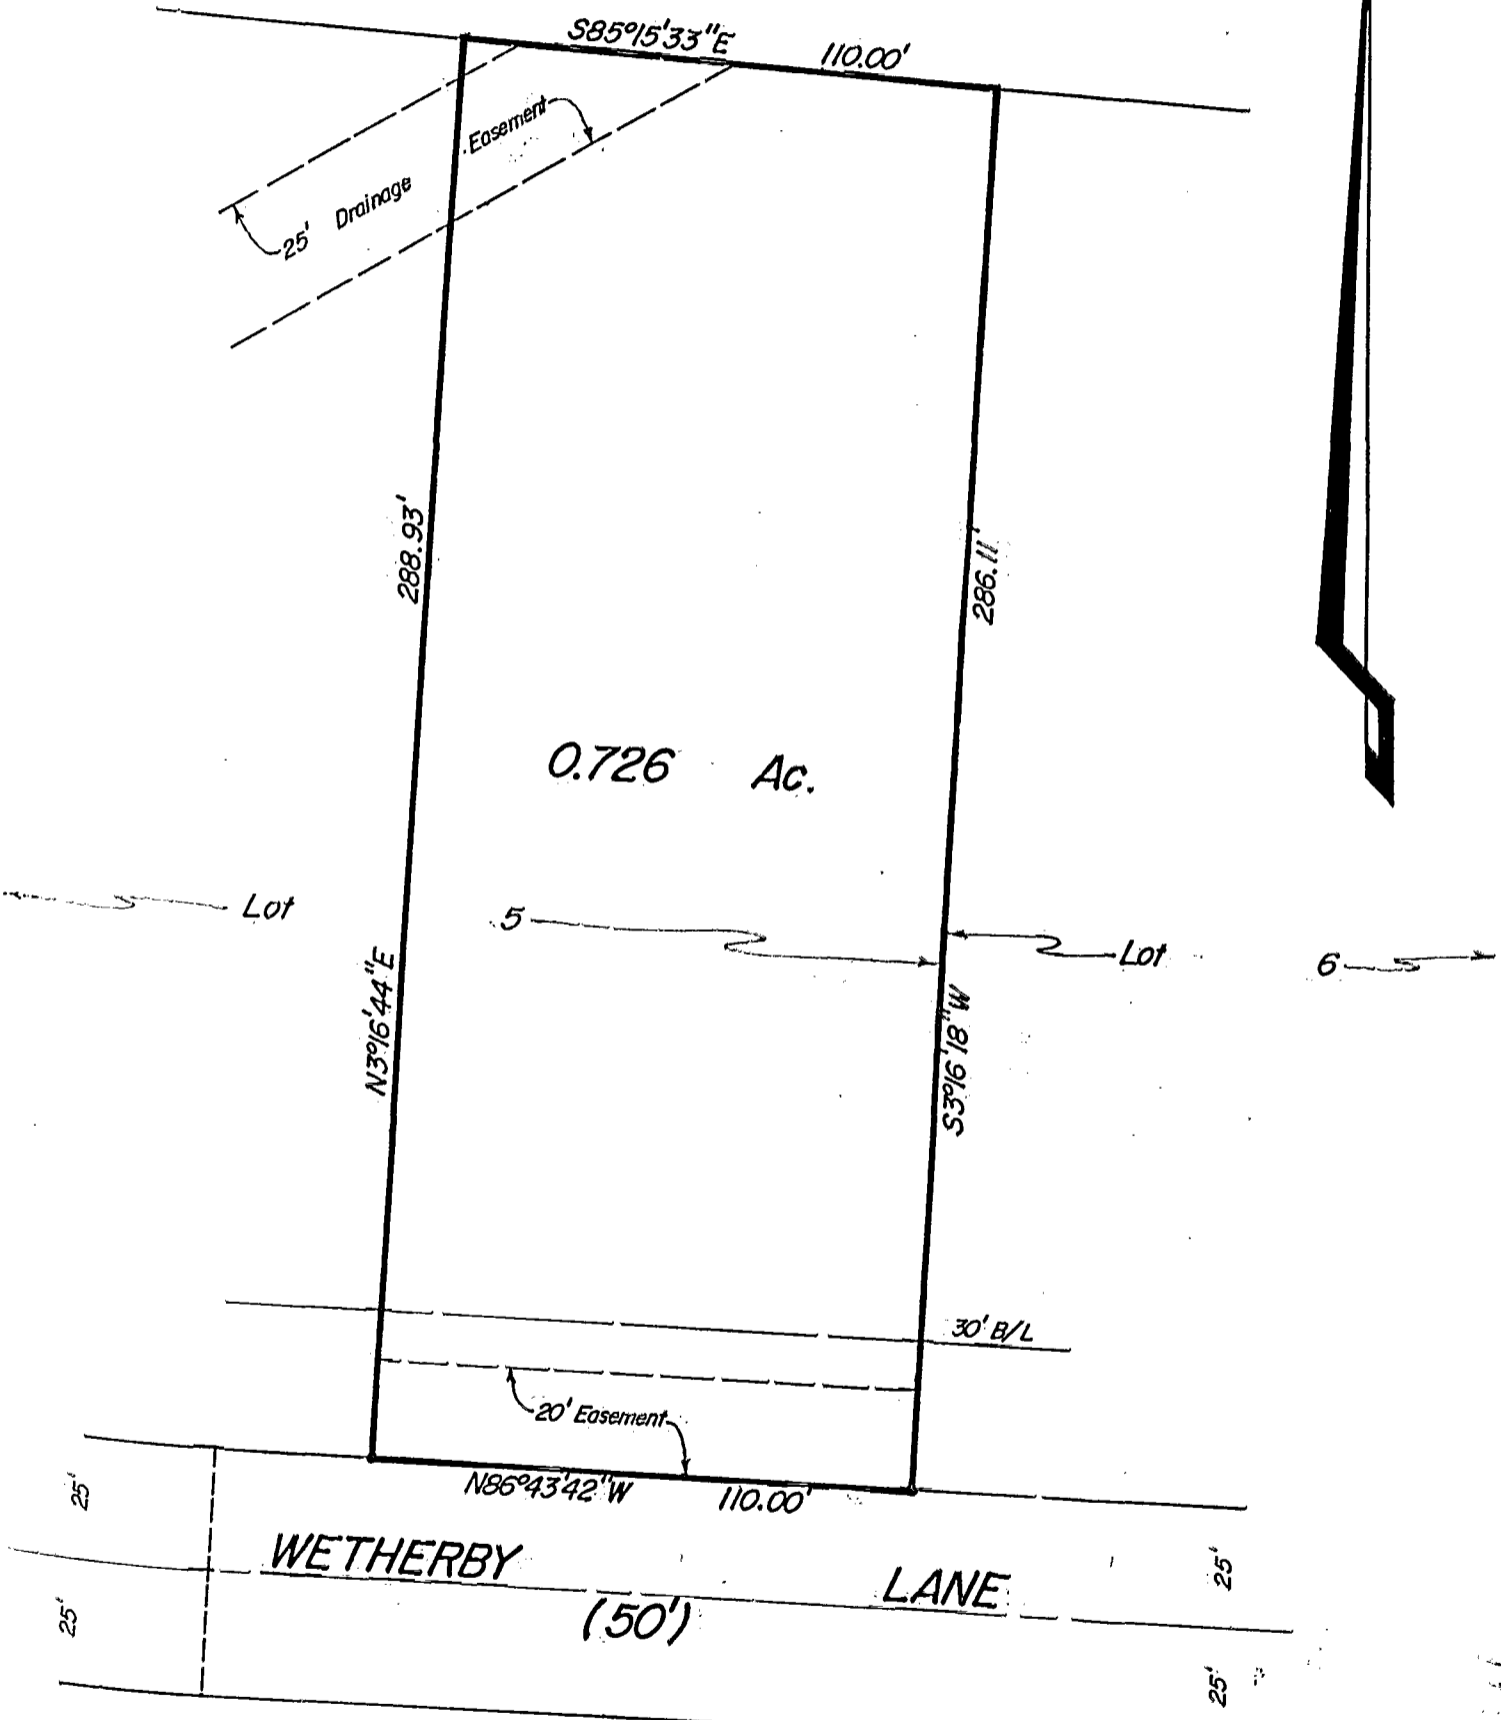 S85°15'33"E 110.00'
Easement
25' Drainage
288.93'
286.11'
0.726 Ac.
Lot 5 Lot 6
N3°16'44"E
S3°16'18"W
30' B/L
20' Easement
N86°43'42"W 110.00'
25'
WETHERBY LANE
25'
(50')
25'
25'